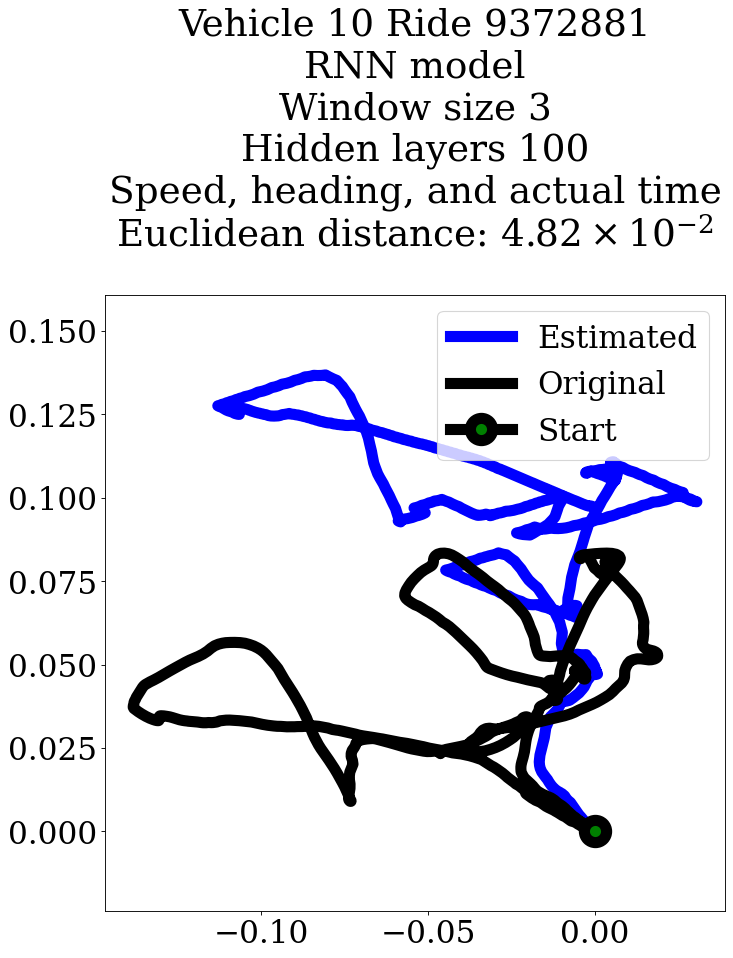 Vehicle 10 Ride 9372881
RNN model
Window size 3
Hidden layers 100
Speed, heading, and actual time
Euclidean distance: 4.82 × 10⁻²
Estimated
Original
Start
0.150
0.125
0.100
0.075
0.050
0.025
0.000
−0.10
−0.05
0.00